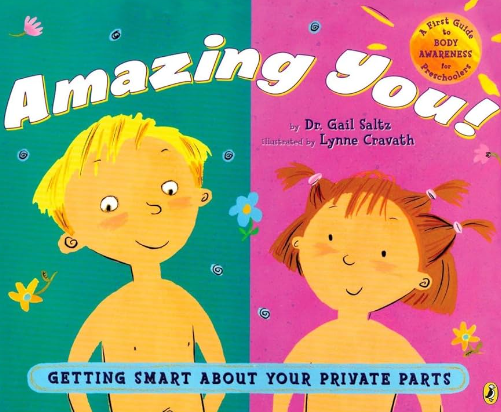 Amazing You!
A First Guide
to
BODY
AWARENESS
for
Preschoolers
by Dr. Gail Saltz
illustrated by Lynne Cravath
GETTING SMART ABOUT YOUR PRIVATE PARTS